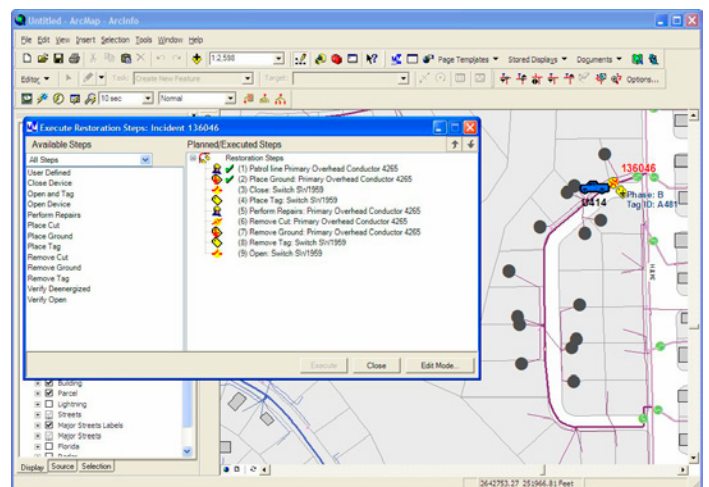 Untitled - ArcMap - ArcInfo
File Edit View Insert Selection Tools Window Help
1:2,598
Page Templates Stored Displays Documents
Editor Task: Create New Feature Target:
Options...
10 sec Normal
Execute Restoration Steps: Incident 136046
Available Steps
Planned/Executed Steps
All Steps
User Defined
Close Device
Open and Tag
Open Device
Perform Repairs
Place Cut
Place Ground
Place Tag
Remove Cut
Remove Ground
Remove Tag
Verify Deenergized
Verify Open
Restoration Steps
(1) Patrol line Primary Overhead Conductor 4265
(2) Place Ground: Primary Overhead Conductor 4265
(3) Close: Switch SW1959
(4) Place Tag: Switch SW1959
(5) Perform Repairs: Primary Overhead Conductor 4265
(6) Remove Cut: Primary Overhead Conductor 4265
(7) Remove Ground: Primary Overhead Conductor 4265
(8) Remove Tag: Switch SW1959
(9) Open: Switch SW1959
Execute Close Edit Mode...
136046
Phase: B
Tag ID: A481
Building
Parcel
Lightning
Streets
Major Streets Labels
Major Streets
Florida
Display Source Selection
2642753.27 251966.81 Feet